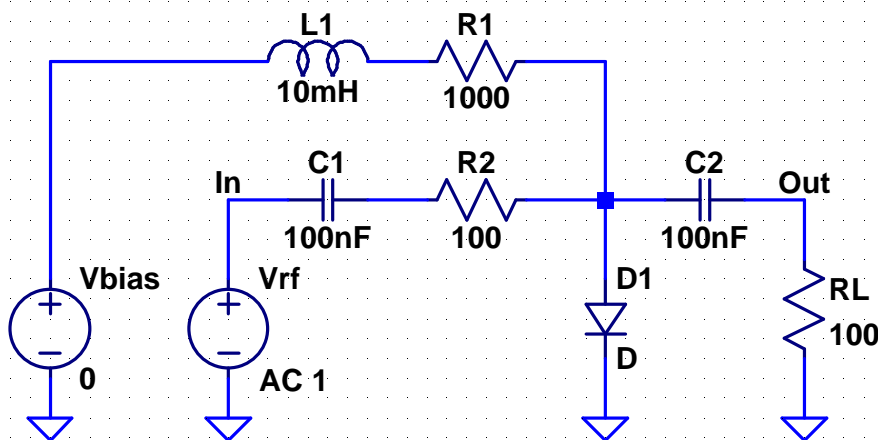 L1
10mH
R1
1000
In
C1
100nF
R2
100
C2
100nF
Out
Vbias
+
−
0
Vrf
+
−
AC 1
D1
D
RL
100